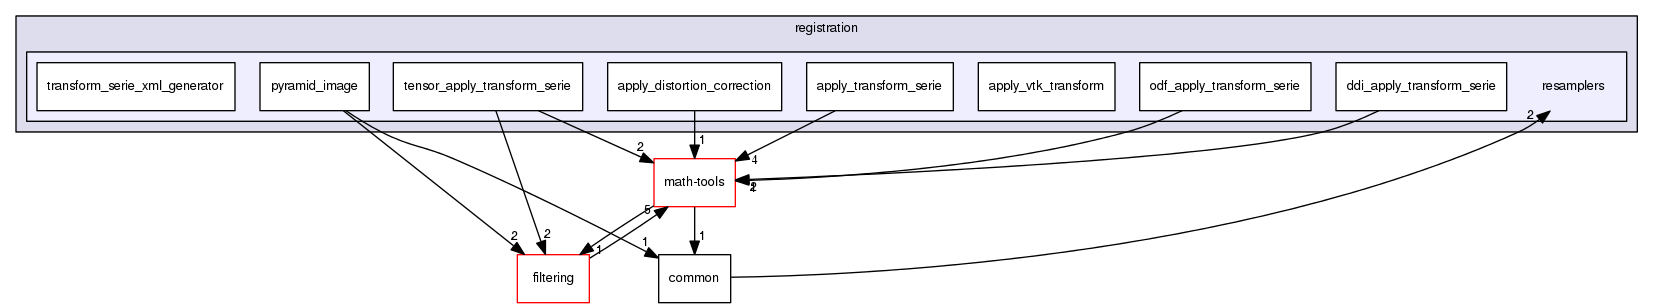 registration
transform_serie_xml_generator
pyramid_image
tensor_apply_transform_serie
apply_distortion_correction
apply_transform_serie
apply_vtk_transform
odf_apply_transform_serie
ddi_apply_transform_serie
resamplers
2
1
2
4
math-tools
5
2
2
1
1
1
filtering
common